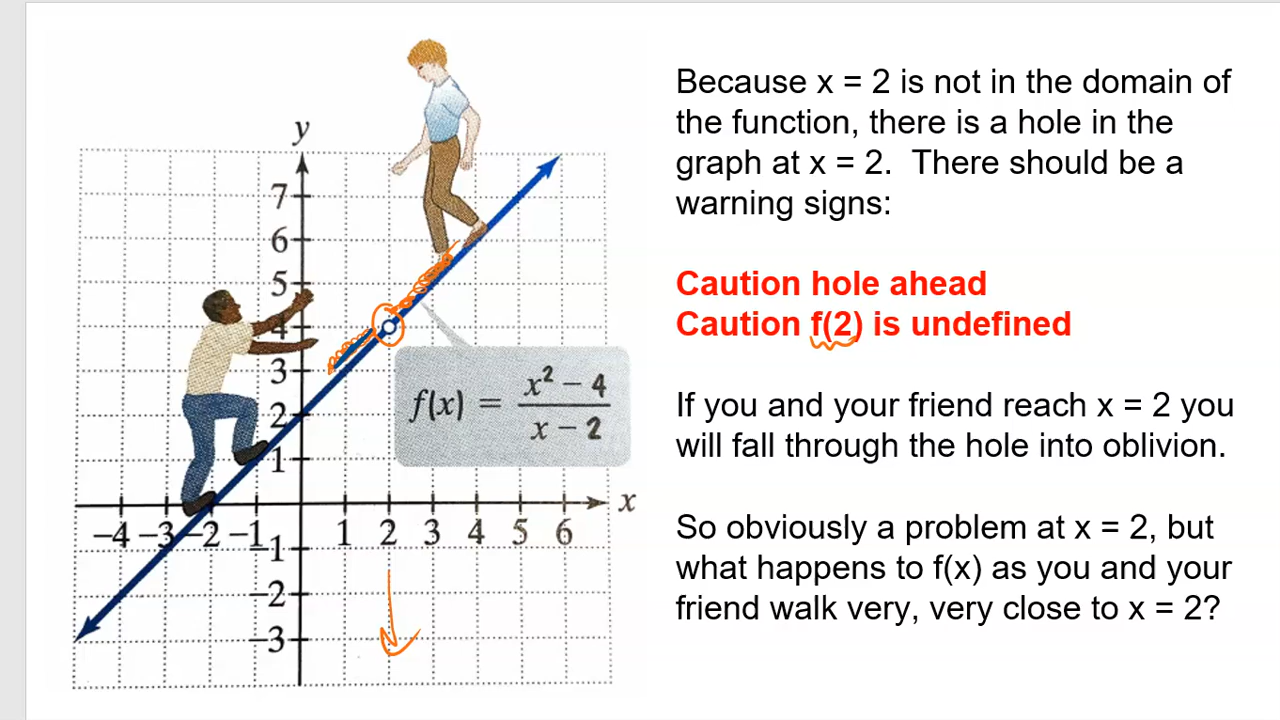 y
7
6
5
4
3
2
1
-4 -3 -2 -1 1 2 3 4 5 6 x
-1
-2
-3
f(x) = x² - 4 / x - 2
Because x = 2 is not in the domain of
the function, there is a hole in the
graph at x = 2. There should be a
warning signs:
Caution hole ahead
Caution f(2) is undefined
If you and your friend reach x = 2 you
will fall through the hole into oblivion.
So obviously a problem at x = 2, but
what happens to f(x) as you and your
friend walk very, very close to x = 2?